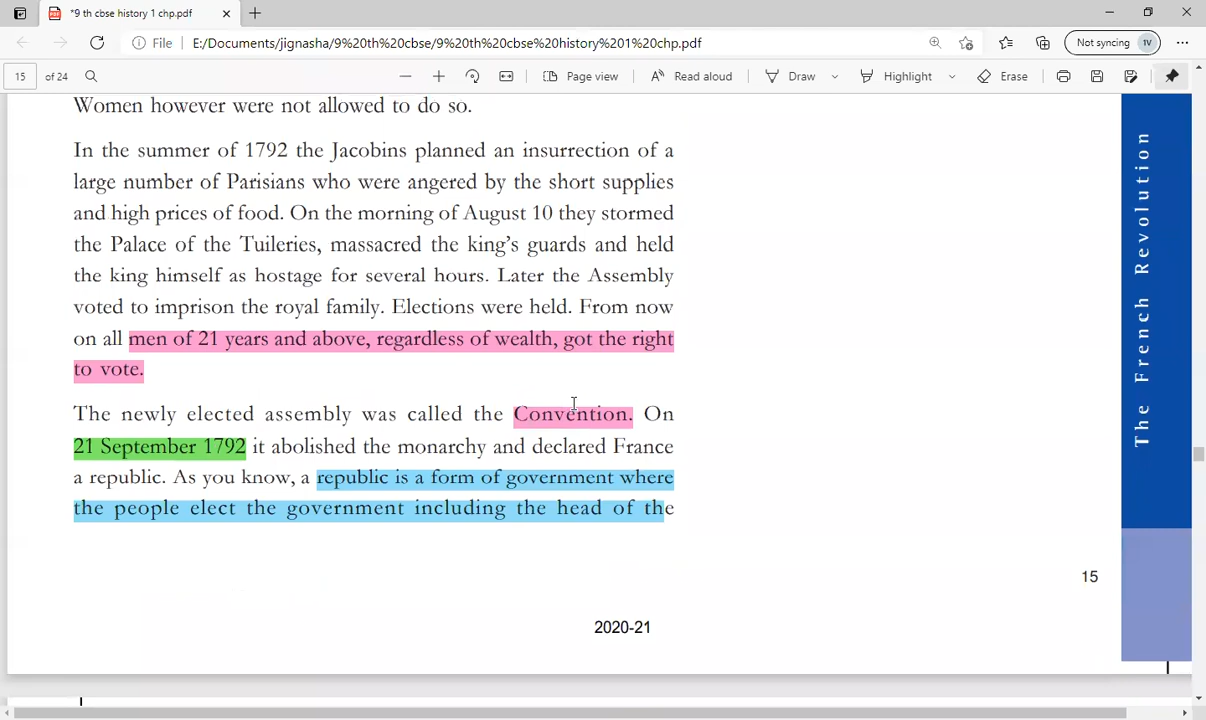 *9 th cbse history 1 chp.pdf
File
E:/Documents/jignasha/9%20th%20cbse/9%20th%20cbse%20history%201%20chp.pdf
Not syncing
1V
15 of 24
Page view
Read aloud
Draw
Highlight
Erase
Women however were not allowed to do so.
In the summer of 1792 the Jacobins planned an insurrection of a
large number of Parisians who were angered by the short supplies
and high prices of food. On the morning of August 10 they stormed
the Palace of the Tuileries, massacred the king's guards and held
the king himself as hostage for several hours. Later the Assembly
voted to imprison the royal family. Elections were held. From now
on all men of 21 years and above, regardless of wealth, got the right
to vote.
The newly elected assembly was called the Convention. On
21 September 1792 it abolished the monarchy and declared France
a republic. As you know, a republic is a form of government where
the people elect the government including the head of the
The French Revolution
15
2020-21